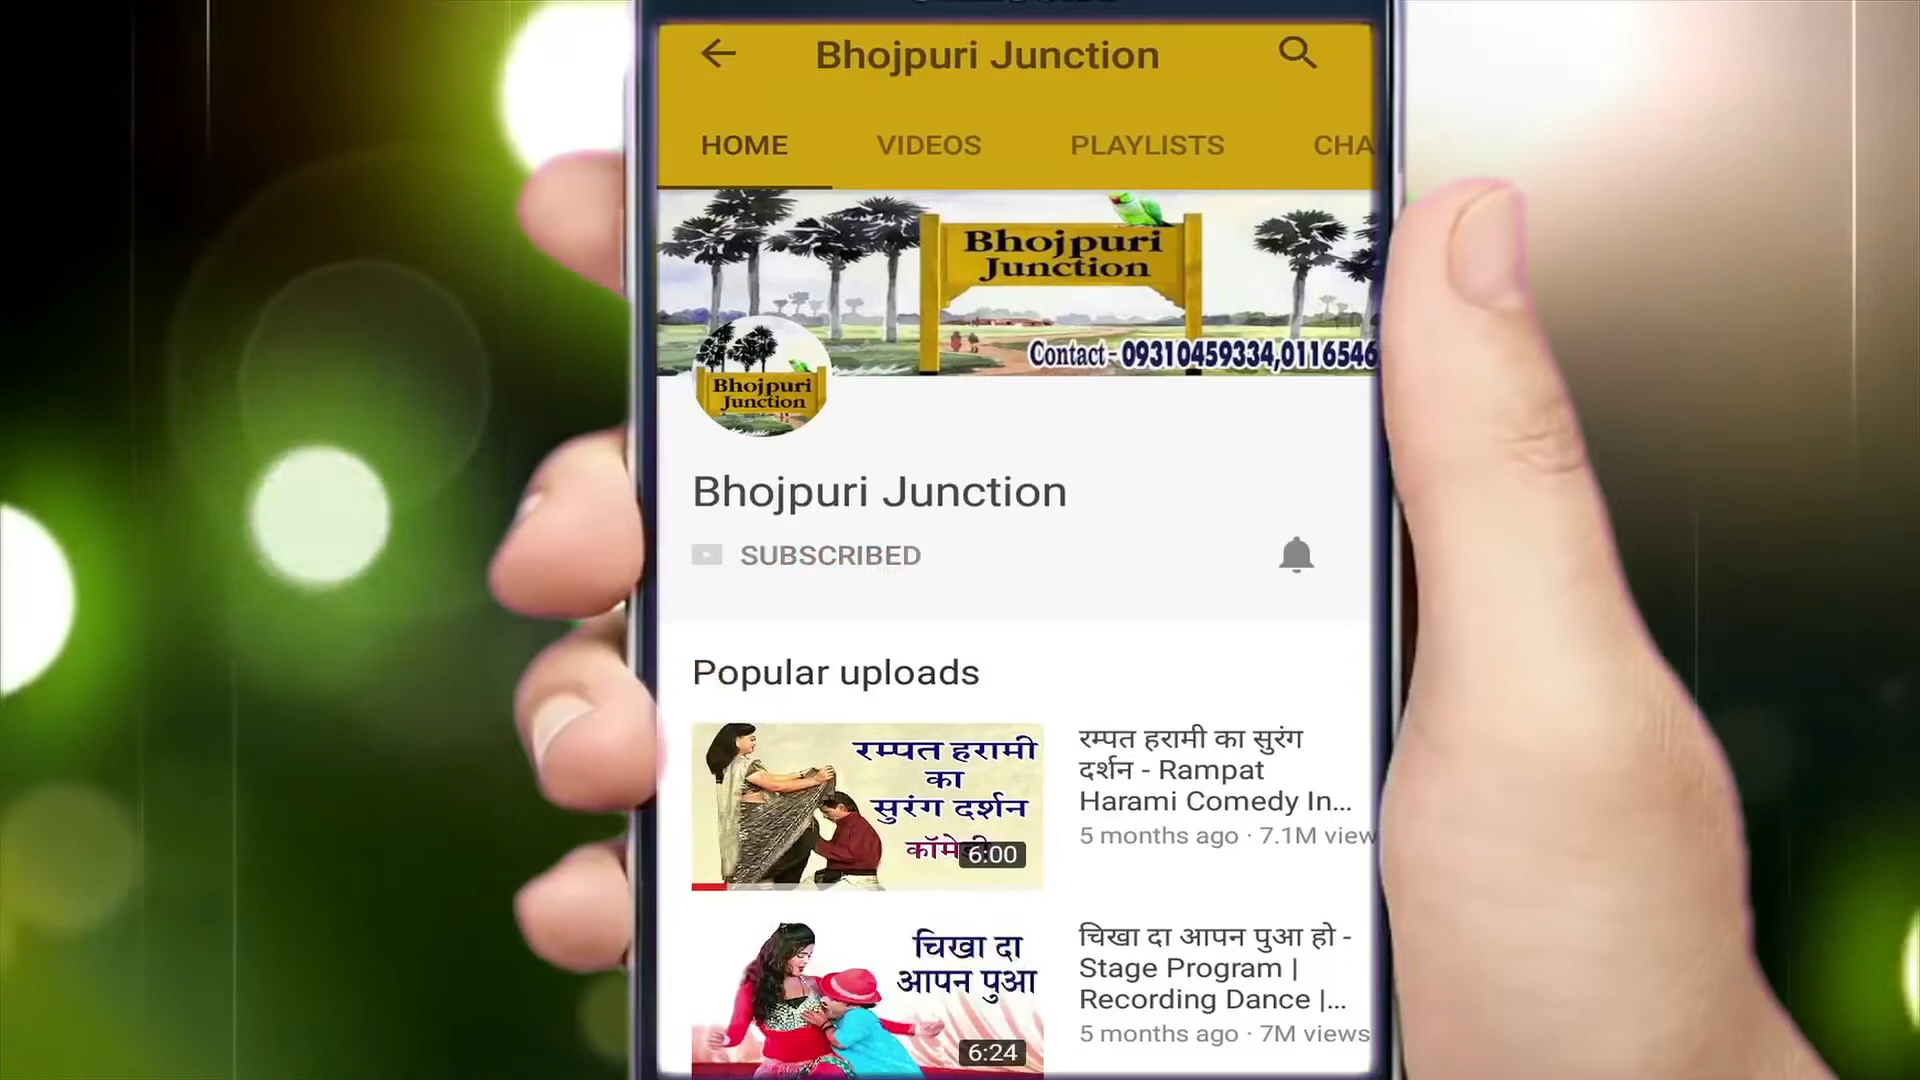 Bhojpuri Junction
HOME VIDEOS PLAYLISTS CHA
Bhojpuri
Junction
Contact - 09310459334,0116546
Bhojpuri
Junction
Bhojpuri Junction
SUBSCRIBED
Popular uploads
रम्पत हरामी
का
सुरंग दर्शन
6:00
रम्पत हरामी का सुरंग
दर्शन - Rampat
Harami Comedy In...
5 months ago · 7.1M view
चिखा दा
आपन पुआ
6:24
चिखा दा आपन पुआ हो -
Stage Program |
Recording Dance |...
5 months ago · 7M views